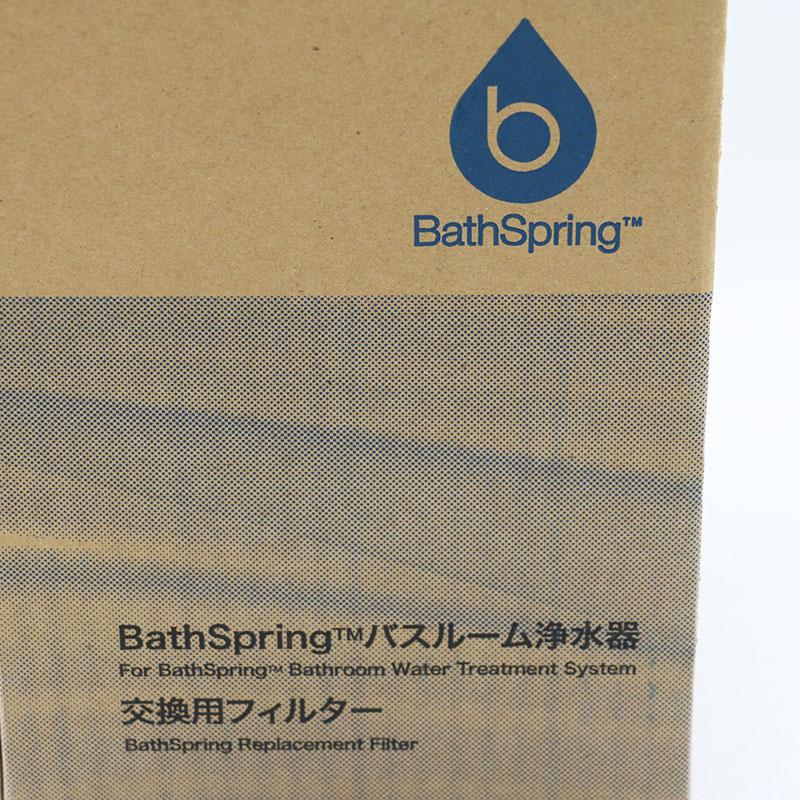 b
BathSpring™
BathSpring™バスルーム浄水器
For BathSpring™ Bathroom Water Treatment System
交換用フィルター
BathSpring Replacement Filter